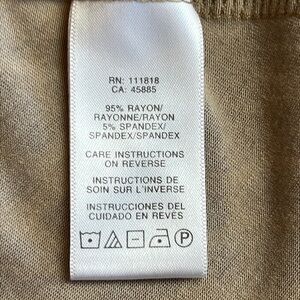 RN: 111818
CA: 45885
95% RAYON/
RAYONNE/RAYON
5% SPANDEX/
SPANDEX/SPANDEX
CARE INSTRUCTIONS
ON REVERSE
INSTRUCTIONS DE
SOIN SUR L'INVERSE
INSTRUCCIONES DEL
CUIDADO EN REVÉS
P